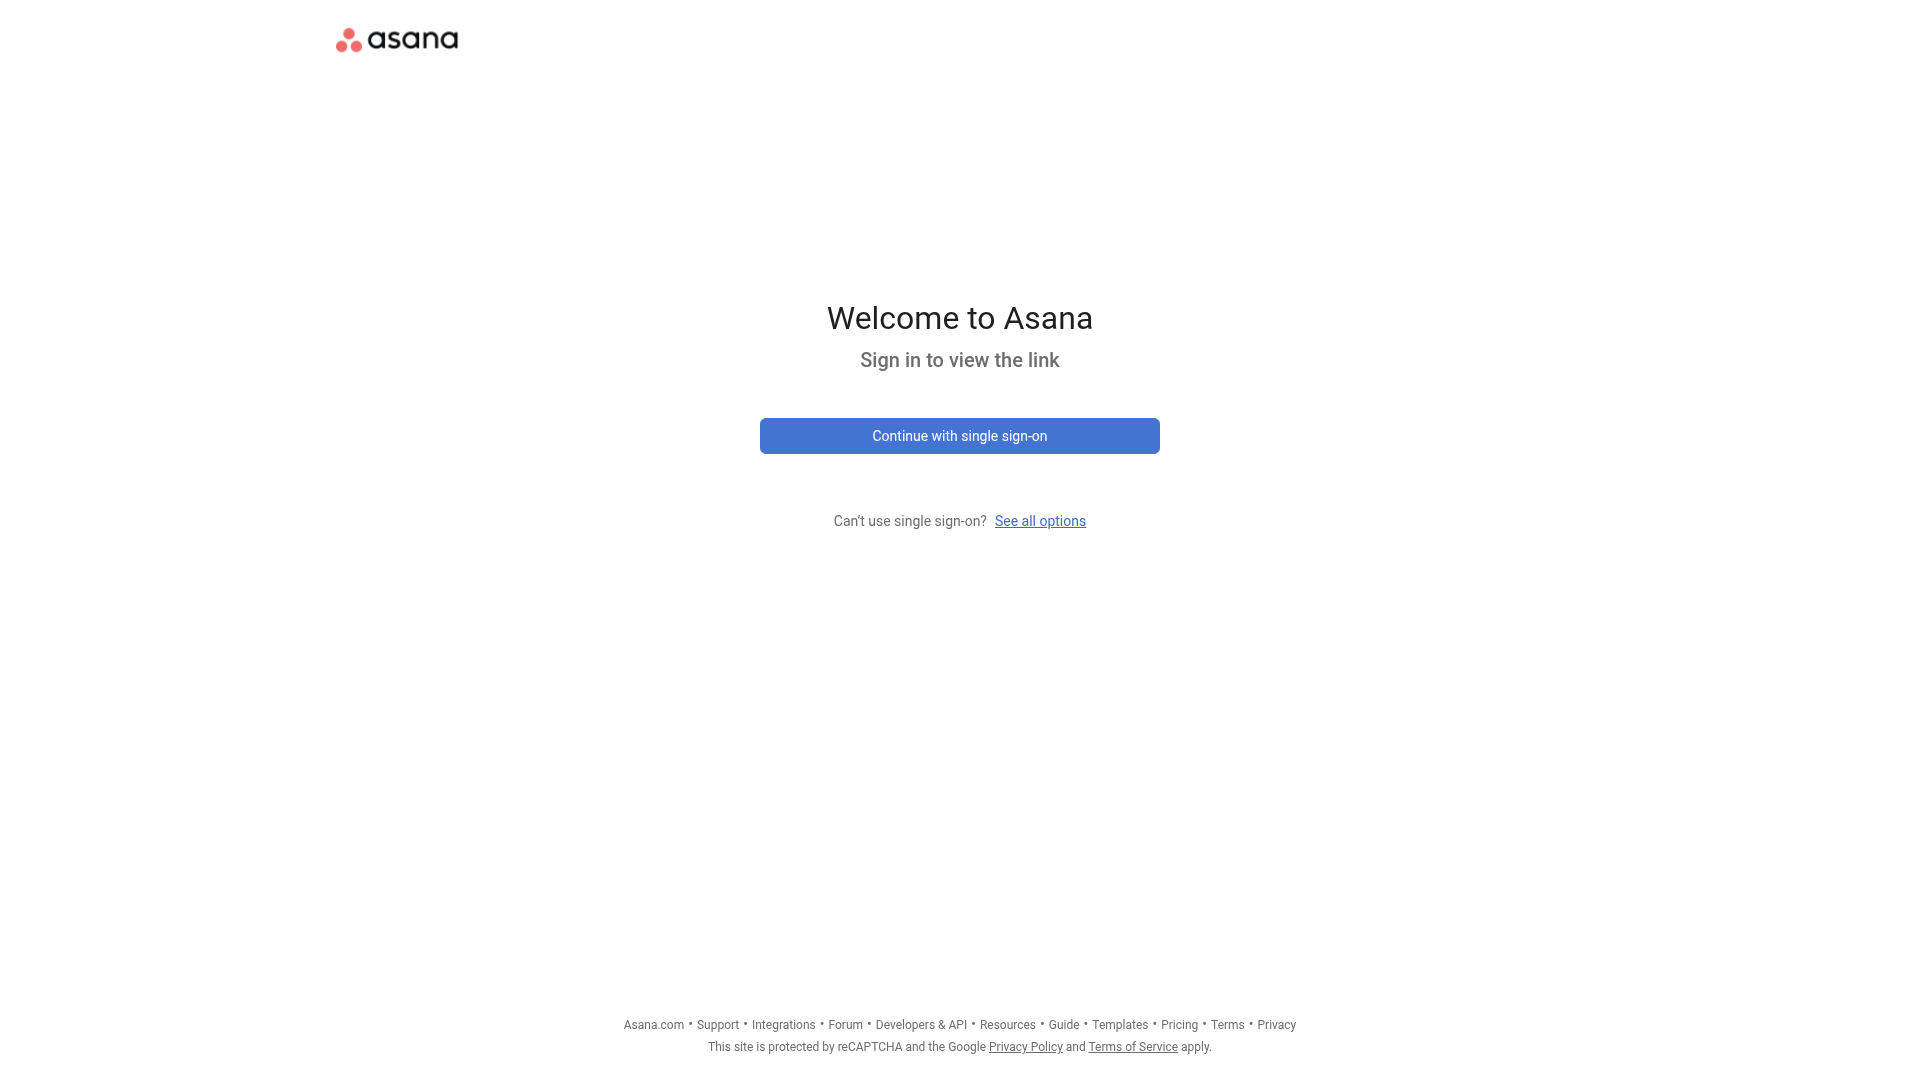 asana
Welcome to Asana
Sign in to view the link
Continue with single sign-on
Can't use single sign-on? See all options
Asana.com • Support • Integrations • Forum • Developers & API • Resources • Guide • Templates • Pricing • Terms • Privacy
This site is protected by reCAPTCHA and the Google Privacy Policy and Terms of Service apply.